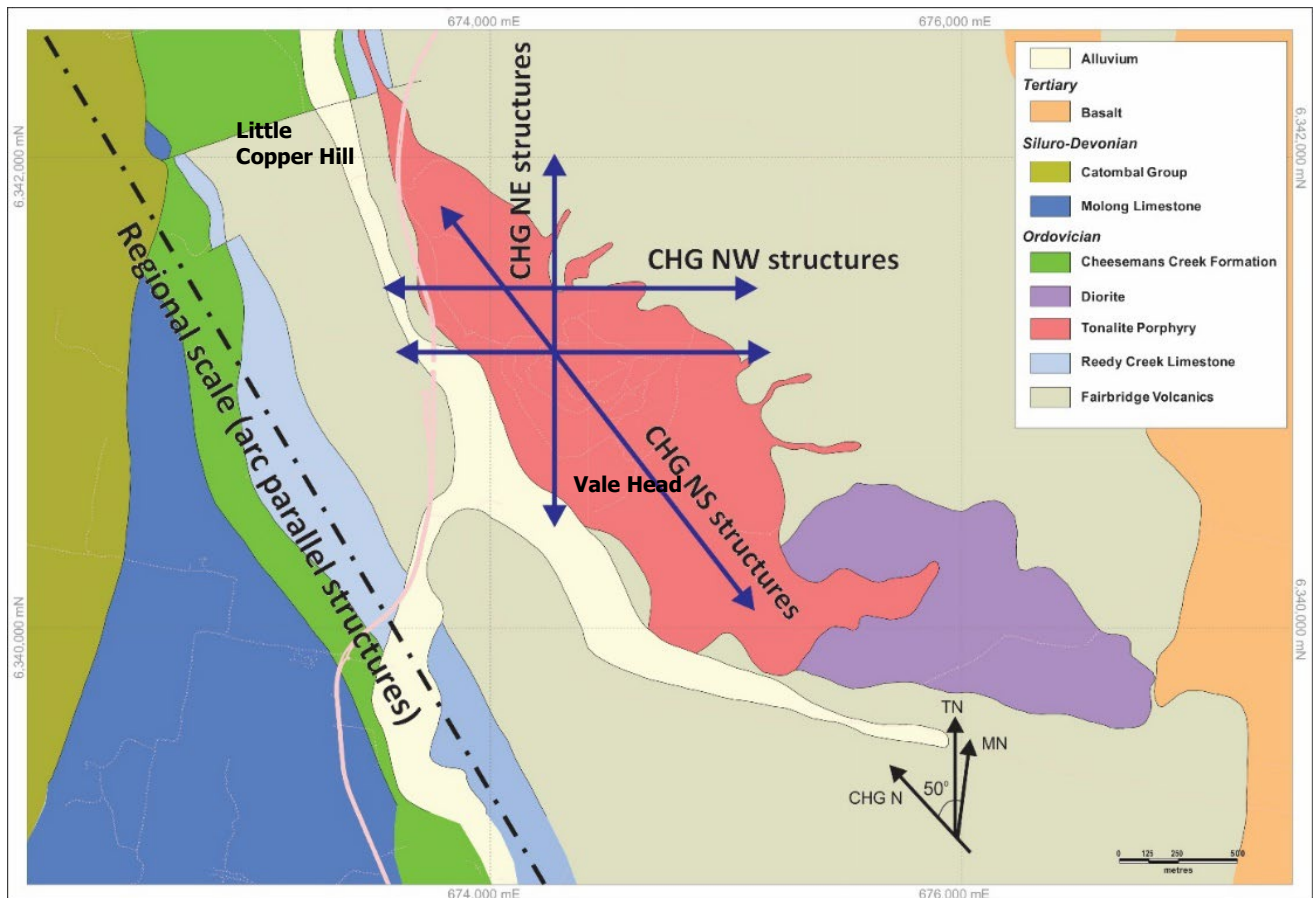 674,000 mE
676,000 mE
6,342,000 mN
6,342,000 mN
6,340,000 mN
6,340,000 mN
674,000 mE
676,000 mE
Little
Copper Hill
CHG NE structures
CHG NW structures
CHG NS structures
Vale Head
Regional scale (arc parallel structures)
Alluvium
Tertiary
Basalt
Siluro-Devonian
Catombal Group
Molong Limestone
Ordovician
Cheesemans Creek Formation
Diorite
Tonalite Porphyry
Reedy Creek Limestone
Fairbridge Volcanics
TN
MN
CHG N
50°
0 125 250 500
metres